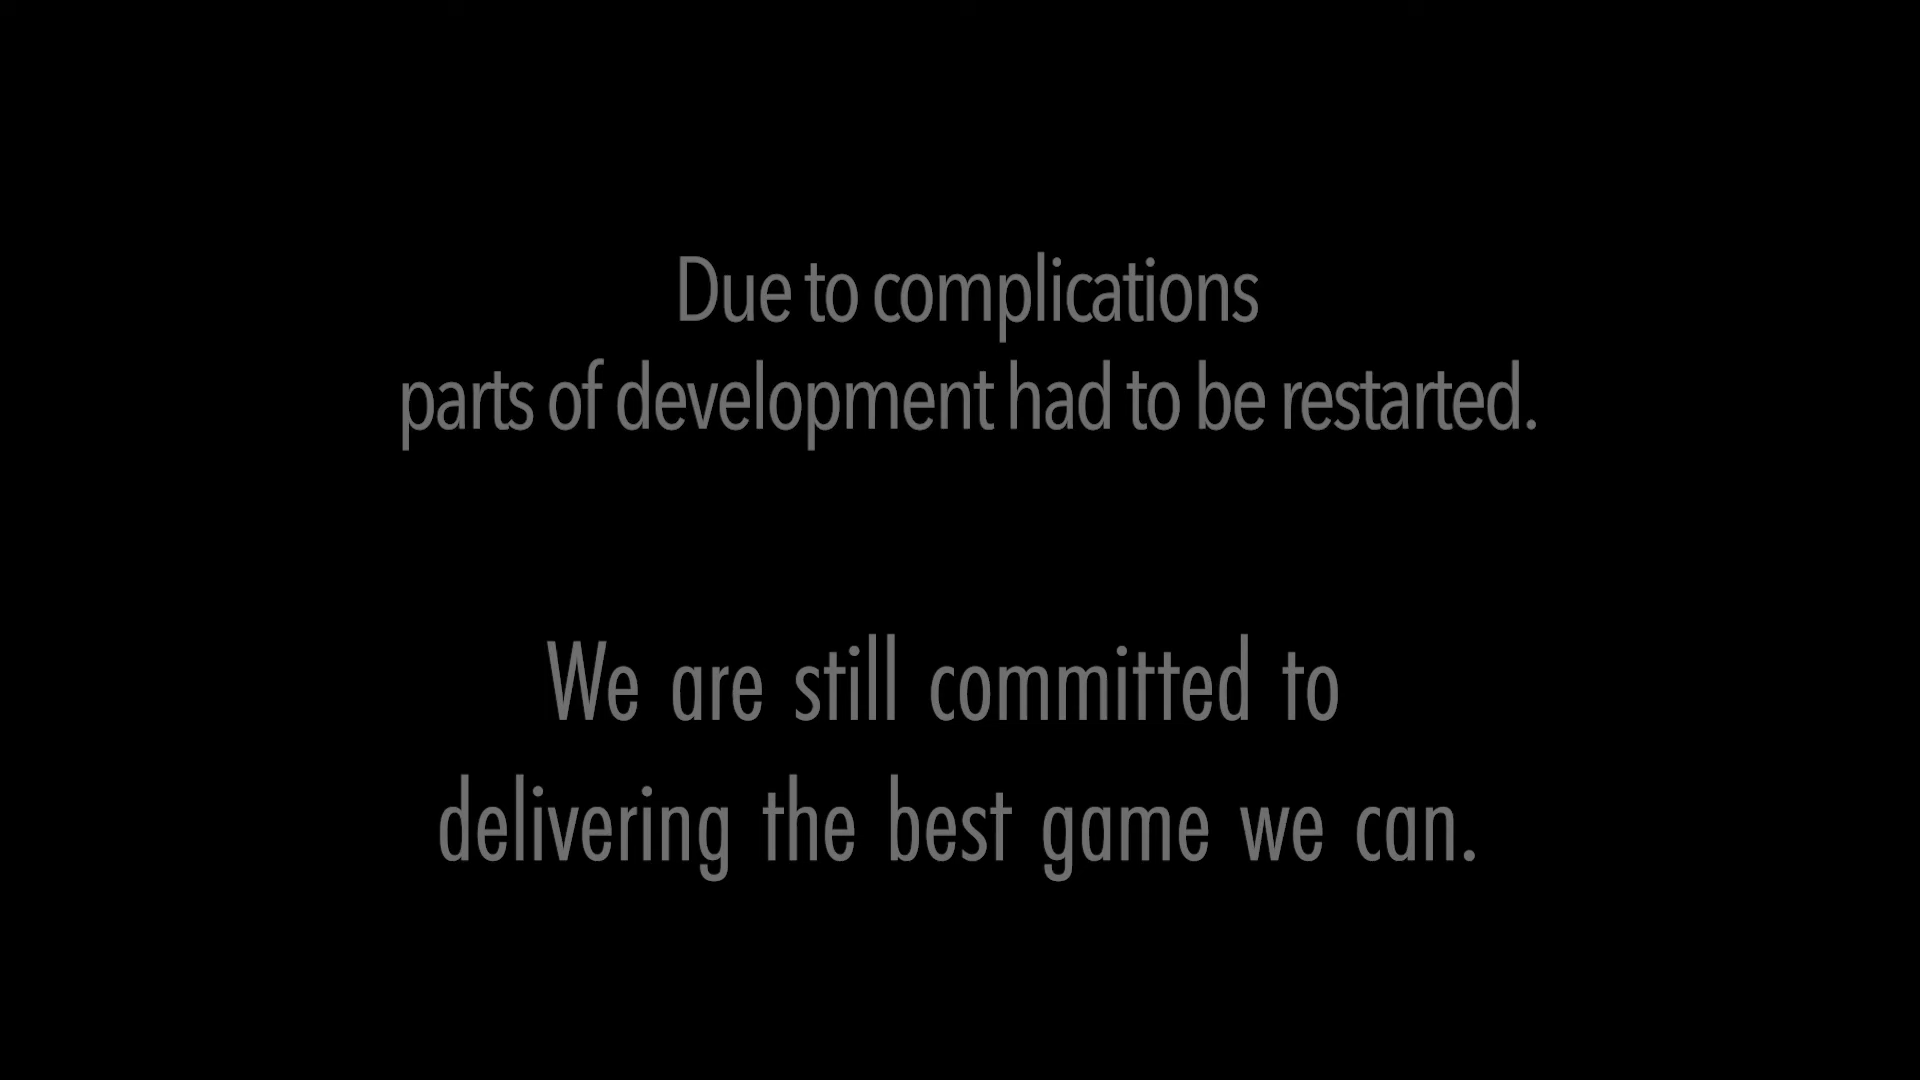 Due to complications
parts of development had to be restarted.
We are still committed to
delivering the best game we can.